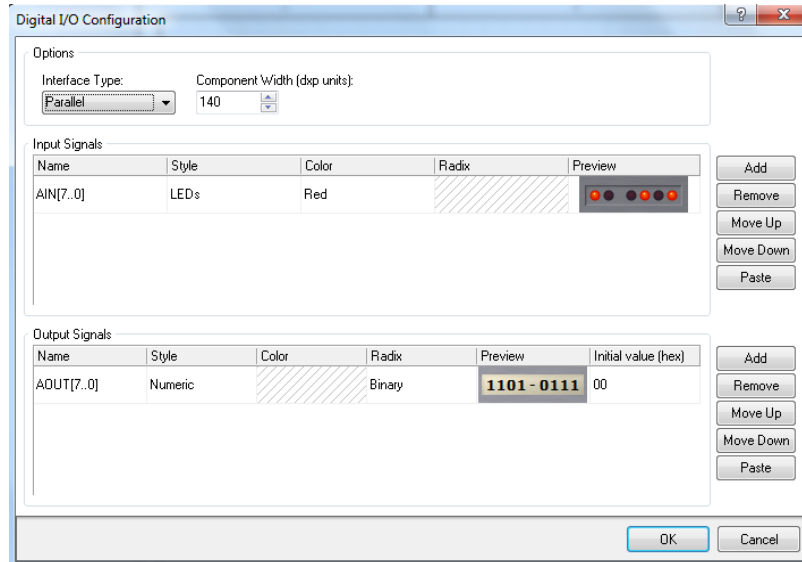 Digital I/O Configuration
Options
Interface Type: Component Width (dxp units):
Parallel 140
Input Signals
Name Style Color Radix Preview
AIN[7..0] LEDs Red
Add
Remove
Move Up
Move Down
Paste
Output Signals
Name Style Color Radix Preview Initial value (hex)
AOUT[7..0] Numeric Binary 1101-0111 00
Add
Remove
Move Up
Move Down
Paste
OK Cancel